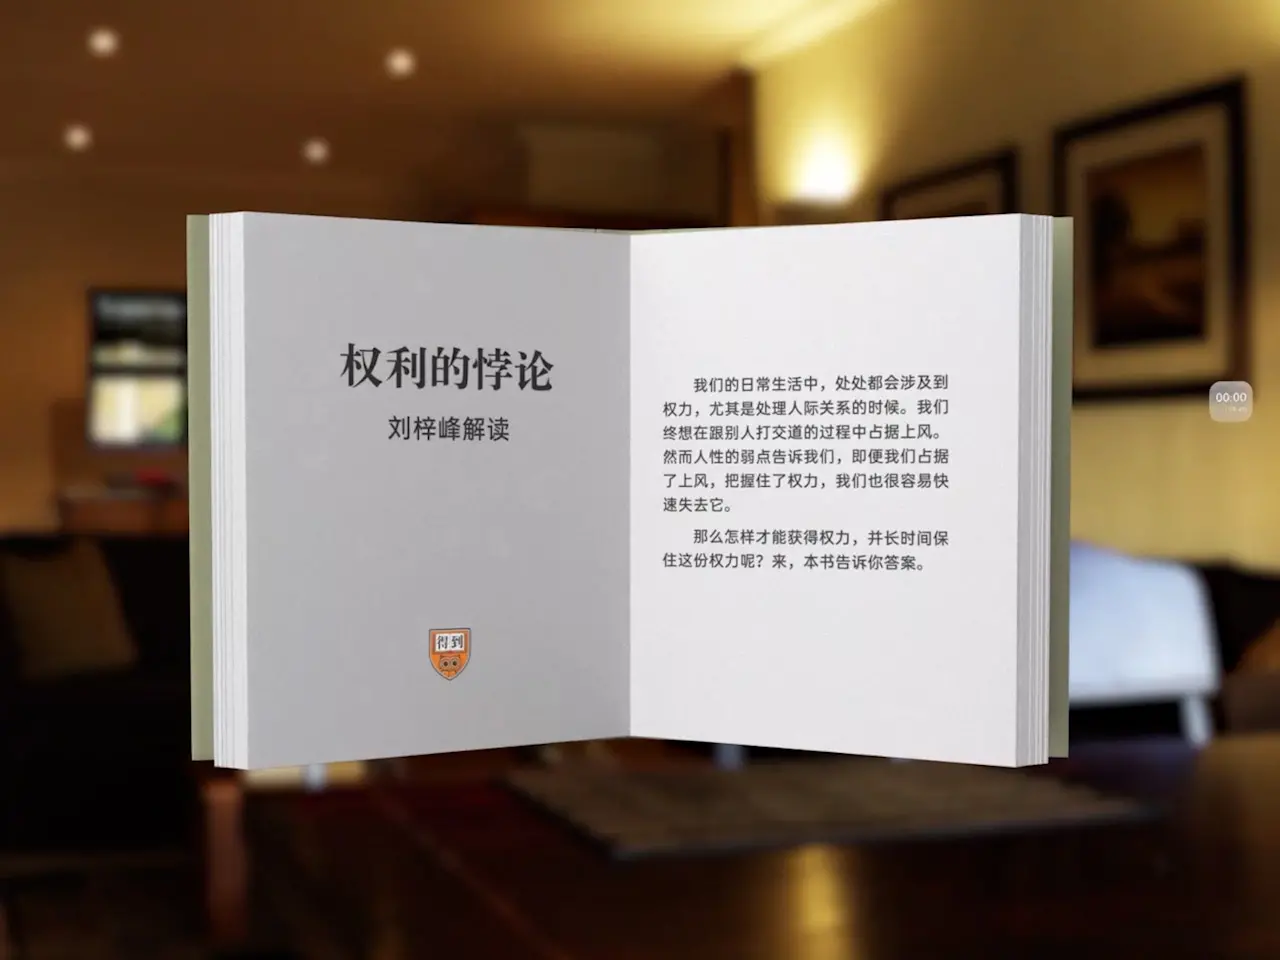 权利的悖论
刘梓峰解读
得到
我们的日常生活中，处处都会涉及到
权力，尤其是处理人际关系的时候。我们
终想在跟别人打交道的过程中占据上风。
然而人性的弱点告诉我们，即便我们占据
了上风，把握住了权力，我们也很容易快
速失去它。
那么怎样才能获得权力，并长时间保
住这份权力呢？来，本书告诉你答案。
00:00